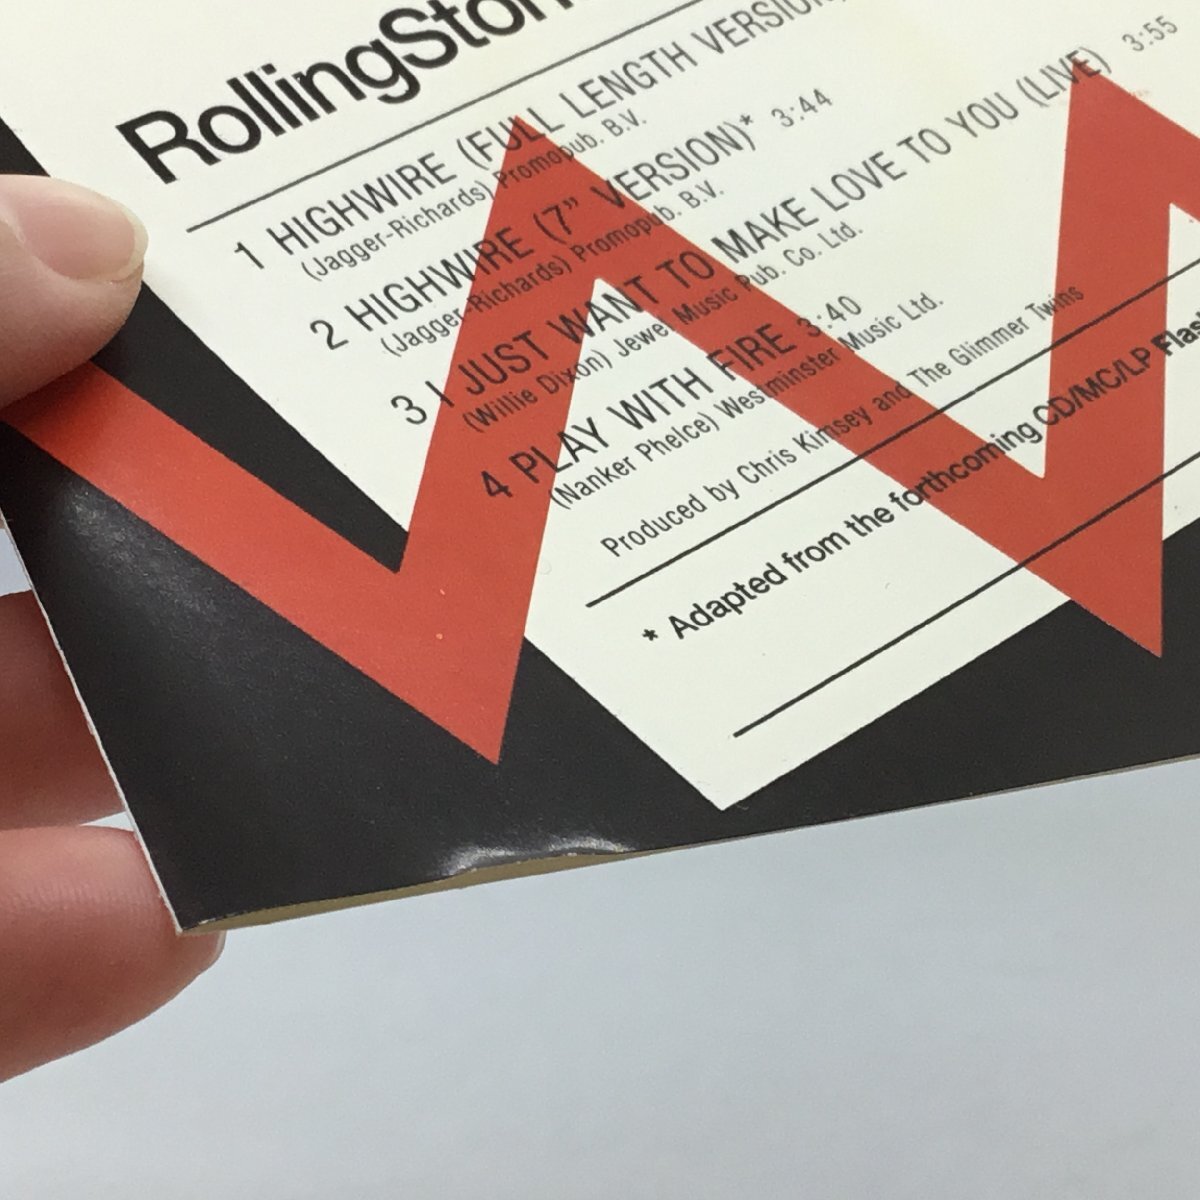 RollingSton
1 HIGHWIRE (FULL LENGTH VERSION)
(Jagger-Richards) Promopub. B.V.
2 HIGHWIRE (7" VERSION)* 3:44
(Jagger-Richards) Promopub. B.V.
3 I JUST WANT TO MAKE LOVE TO YOU (LIVE) 3:55
(Willie Dixon) Jewel Music Pub. Co. Ltd.
4 PLAY WITH FIRE 3:40
(Nanker Phelce) Westminster Music Ltd.
Produced by Chris Kimsey and The Glimmer Twins
* Adapted from the forthcoming CD/MC/LP Flas